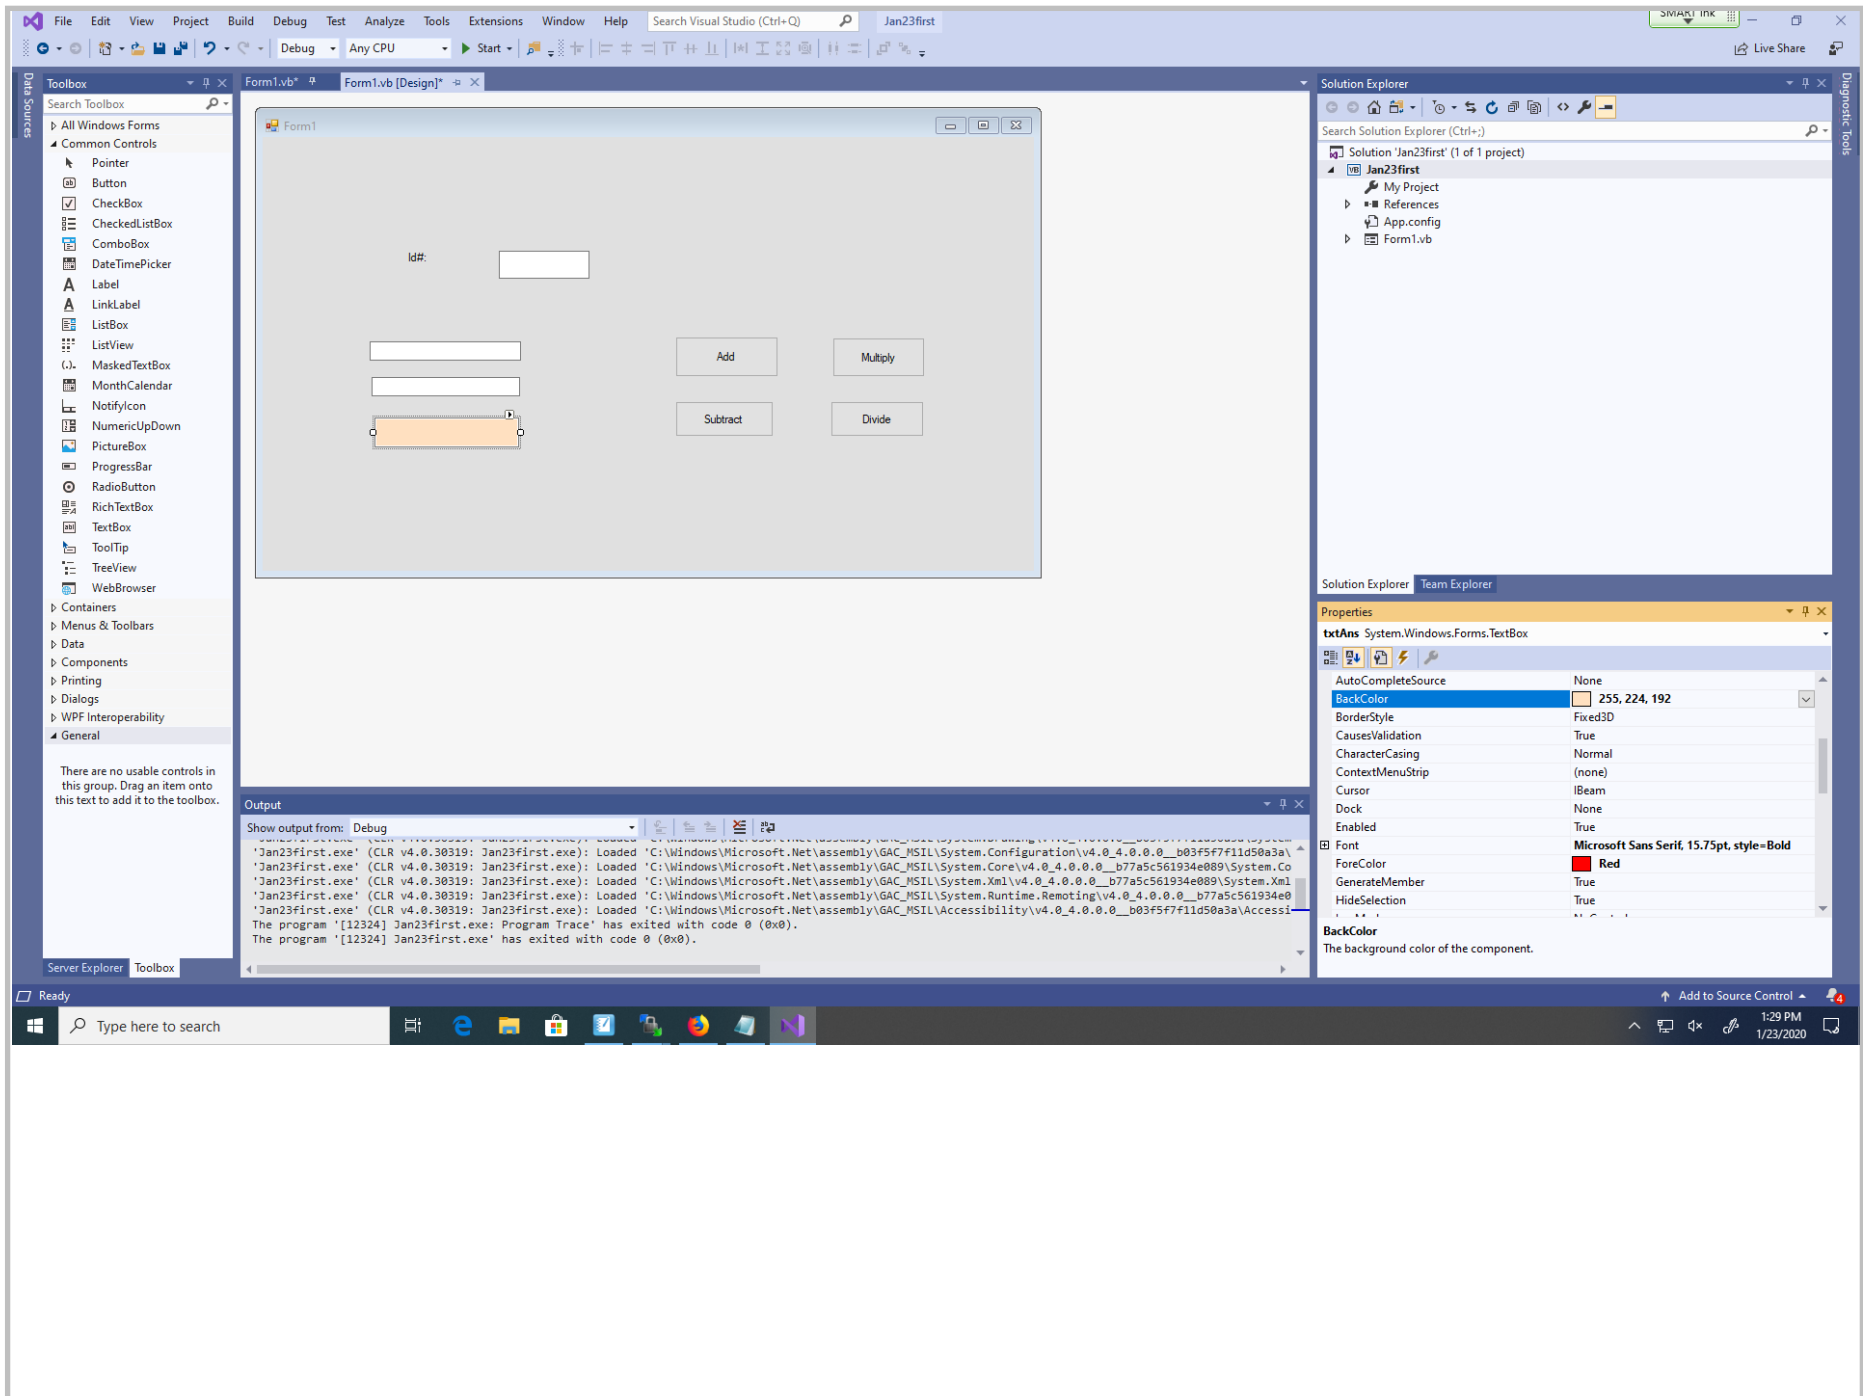 File Edit View Project Build Debug Test Analyze Tools Extensions Window Help Search Visual Studio (Ctrl+Q) Jan23first
SMART Ink
Debug Any CPU Start Live Share
Data Sources
Toolbox
Search Toolbox
All Windows Forms
Common Controls
Pointer
Button
CheckBox
CheckedListBox
ComboBox
DateTimePicker
Label
LinkLabel
ListBox
ListView
MaskedTextBox
MonthCalendar
NotifyIcon
NumericUpDown
PictureBox
ProgressBar
RadioButton
RichTextBox
TextBox
ToolTip
TreeView
WebBrowser
Containers
Menus & Toolbars
Data
Components
Printing
Dialogs
WPF Interoperability
General
There are no usable controls in
this group. Drag an item onto
this text to add it to the toolbox.
Server Explorer Toolbox
Form1.vb* Form1.vb [Design]*
Form1
Id#:
Add Multiply
Subtract Divide
Output
Show output from: Debug
'Jan23first.exe' (CLR v4.0.30319: Jan23first.exe): Loaded 'C:\Windows\Microsoft.Net\assembly\GAC_MSIL\System.Configuration\v4.0_4.0.0.0__b03f5f7f11d50a3a\
'Jan23first.exe' (CLR v4.0.30319: Jan23first.exe): Loaded 'C:\Windows\Microsoft.Net\assembly\GAC_MSIL\System.Core\v4.0_4.0.0.0__b77a5c561934e089\System.Co
'Jan23first.exe' (CLR v4.0.30319: Jan23first.exe): Loaded 'C:\Windows\Microsoft.Net\assembly\GAC_MSIL\System.Xml\v4.0_4.0.0.0__b77a5c561934e089\System.Xml
'Jan23first.exe' (CLR v4.0.30319: Jan23first.exe): Loaded 'C:\Windows\Microsoft.Net\assembly\GAC_MSIL\System.Runtime.Remoting\v4.0_4.0.0.0__b77a5c561934e0
'Jan23first.exe' (CLR v4.0.30319: Jan23first.exe): Loaded 'C:\Windows\Microsoft.Net\assembly\GAC_MSIL\Accessibility\v4.0_4.0.0.0__b03f5f7f11d50a3a\Accessi
The program '[12324] Jan23first.exe: Program Trace' has exited with code 0 (0x0).
The program '[12324] Jan23first.exe' has exited with code 0 (0x0).
Solution Explorer
Search Solution Explorer (Ctrl+;)
Solution 'Jan23first' (1 of 1 project)
VB Jan23first
My Project
References
App.config
Form1.vb
Solution Explorer Team Explorer
Diagnostic Tools
Properties
txtAns System.Windows.Forms.TextBox
AutoCompleteSource None
BackColor 255, 224, 192
BorderStyle Fixed3D
CausesValidation True
CharacterCasing Normal
ContextMenuStrip (none)
Cursor IBeam
Dock None
Enabled True
Font Microsoft Sans Serif, 15.75pt, style=Bold
ForeColor Red
GenerateMember True
HideSelection True
BackColor
The background color of the component.
Ready Add to Source Control 4
Type here to search
1:29 PM
1/23/2020